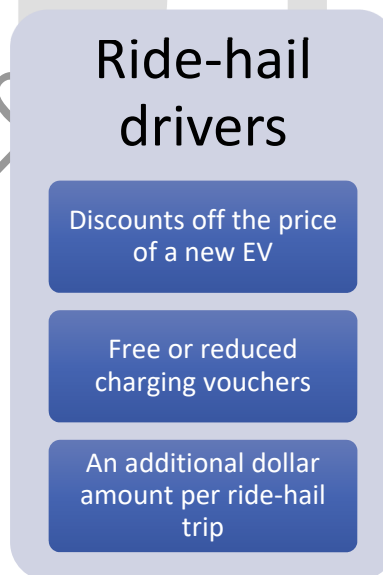 Ride-hail
drivers
Discounts off the price
of a new EV
Free or reduced
charging vouchers
An additional dollar
amount per ride-hail
trip